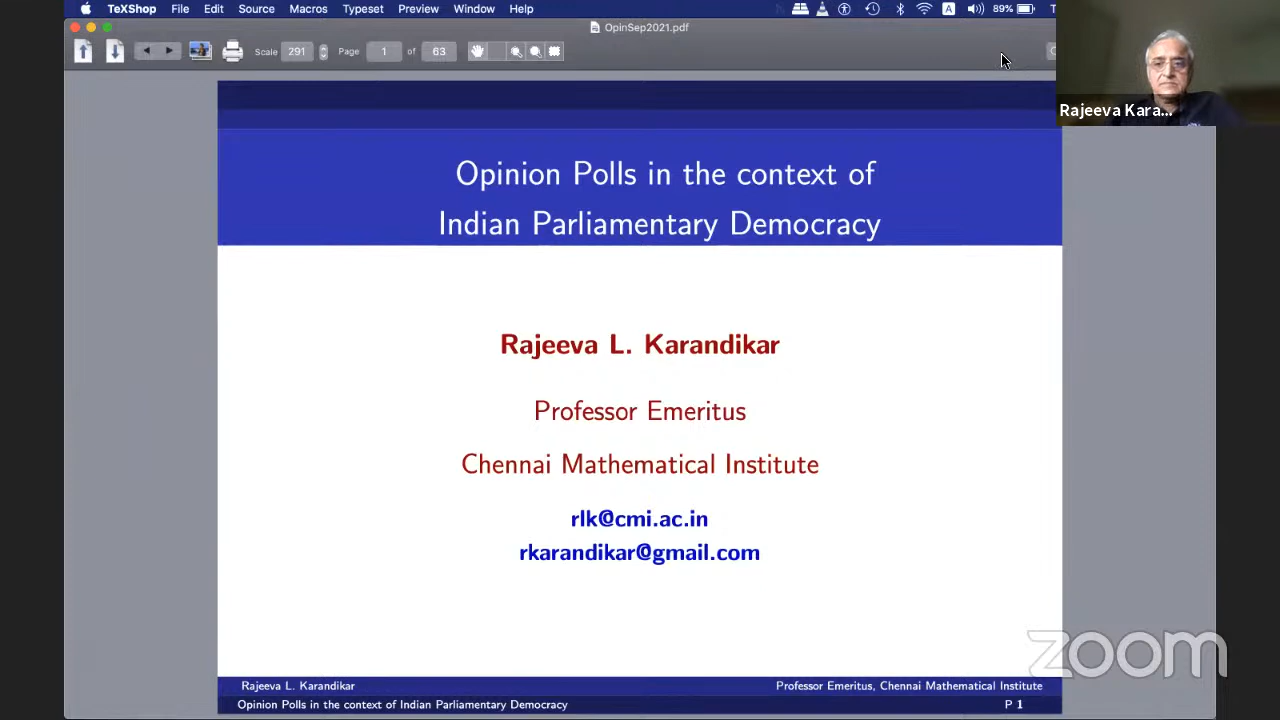 TeXShop File Edit Source Macros Typeset Preview Window Help A 89%
OpinSep2021.pdf
Scale 291 Page 1 of 63
Rajeeva Kara...
Opinion Polls in the context of
Indian Parliamentary Democracy
Rajeeva L. Karandikar
Professor Emeritus
Chennai Mathematical Institute
rlk@cmi.ac.in
rkarandikar@gmail.com
zoom
Rajeeva L. Karandikar Professor Emeritus, Chennai Mathematical Institute
Opinion Polls in the context of Indian Parliamentary Democracy P 1